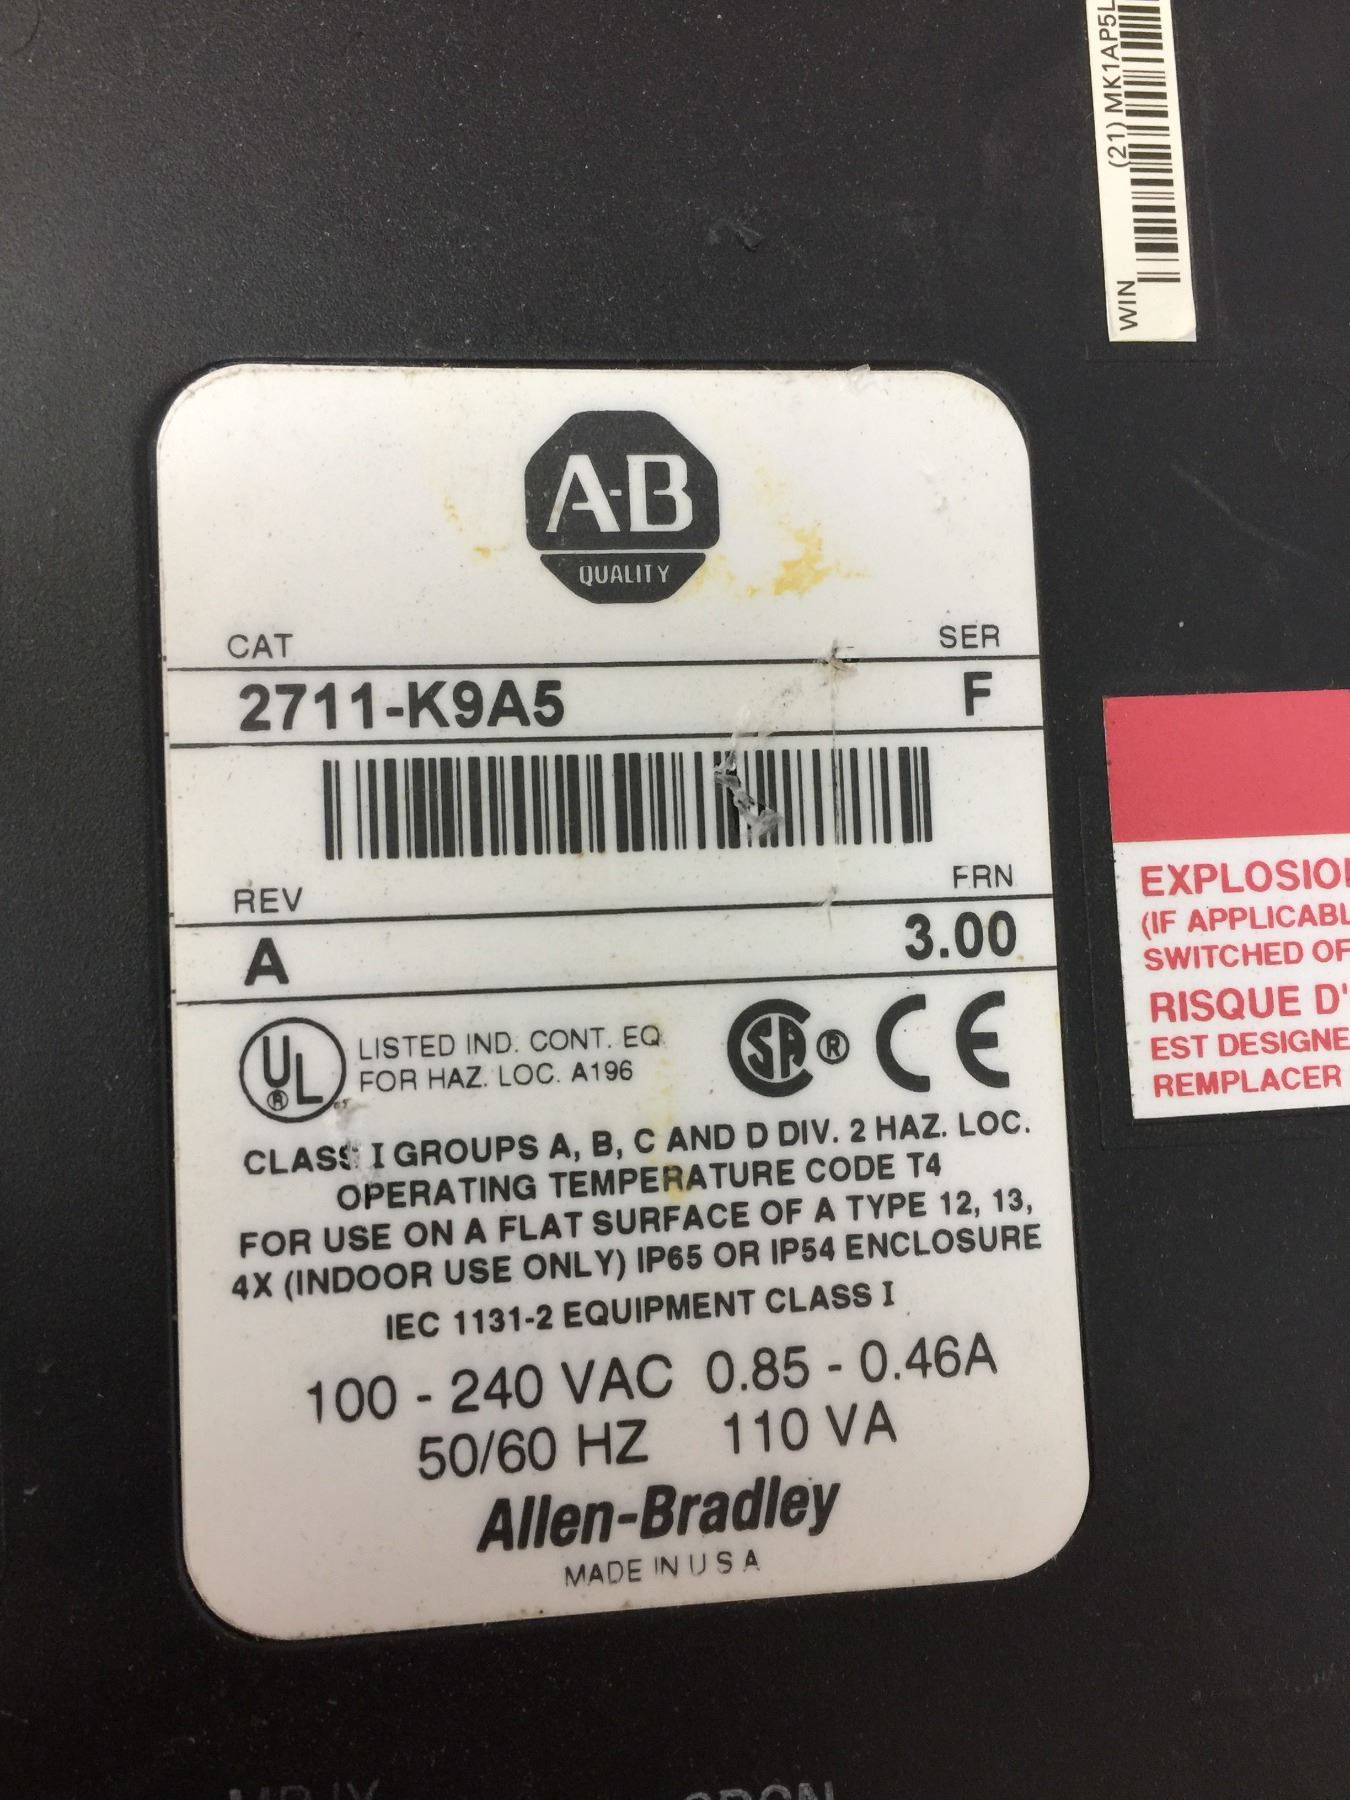 WIN (21) MK1AP5L
A-B
QUALITY
CAT SER
2711-K9A5 F
REV FRN
A 3.00
UL ® LISTED IND. CONT. EQ.
FOR HAZ. LOC. A196
SA ® CE
CLASS I GROUPS A, B, C AND D DIV. 2 HAZ. LOC.
OPERATING TEMPERATURE CODE T4
FOR USE ON A FLAT SURFACE OF A TYPE 12, 13,
4X (INDOOR USE ONLY) IP65 OR IP54 ENCLOSURE
IEC 1131-2 EQUIPMENT CLASS I
100 - 240 VAC 0.85 - 0.46A
50/60 HZ 110 VA
Allen-Bradley
MADE IN U S A
EXPLOSIO
(IF APPLICABL
SWITCHED OF
RISQUE D'
EST DESIGNE
REMPLACER